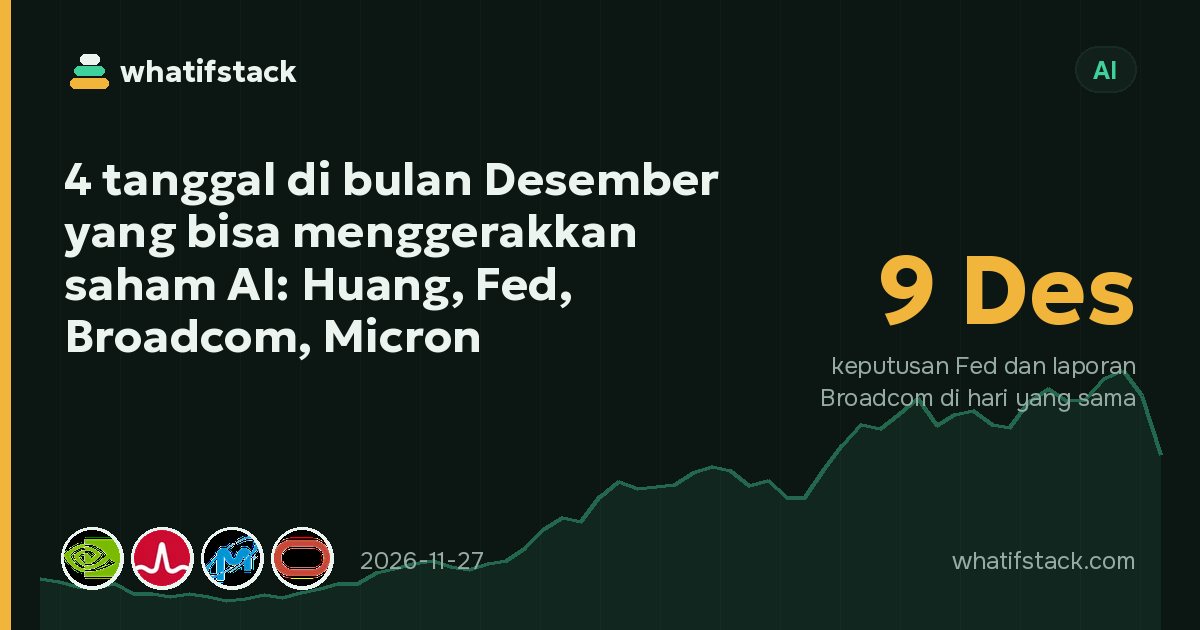 whatifstack
AI
4 tanggal di bulan Desember
yang bisa menggerakkan
saham AI: Huang, Fed,
Broadcom, Micron
9 Des
keputusan Fed dan laporan
Broadcom di hari yang sama
2026-11-27
whatifstack.com